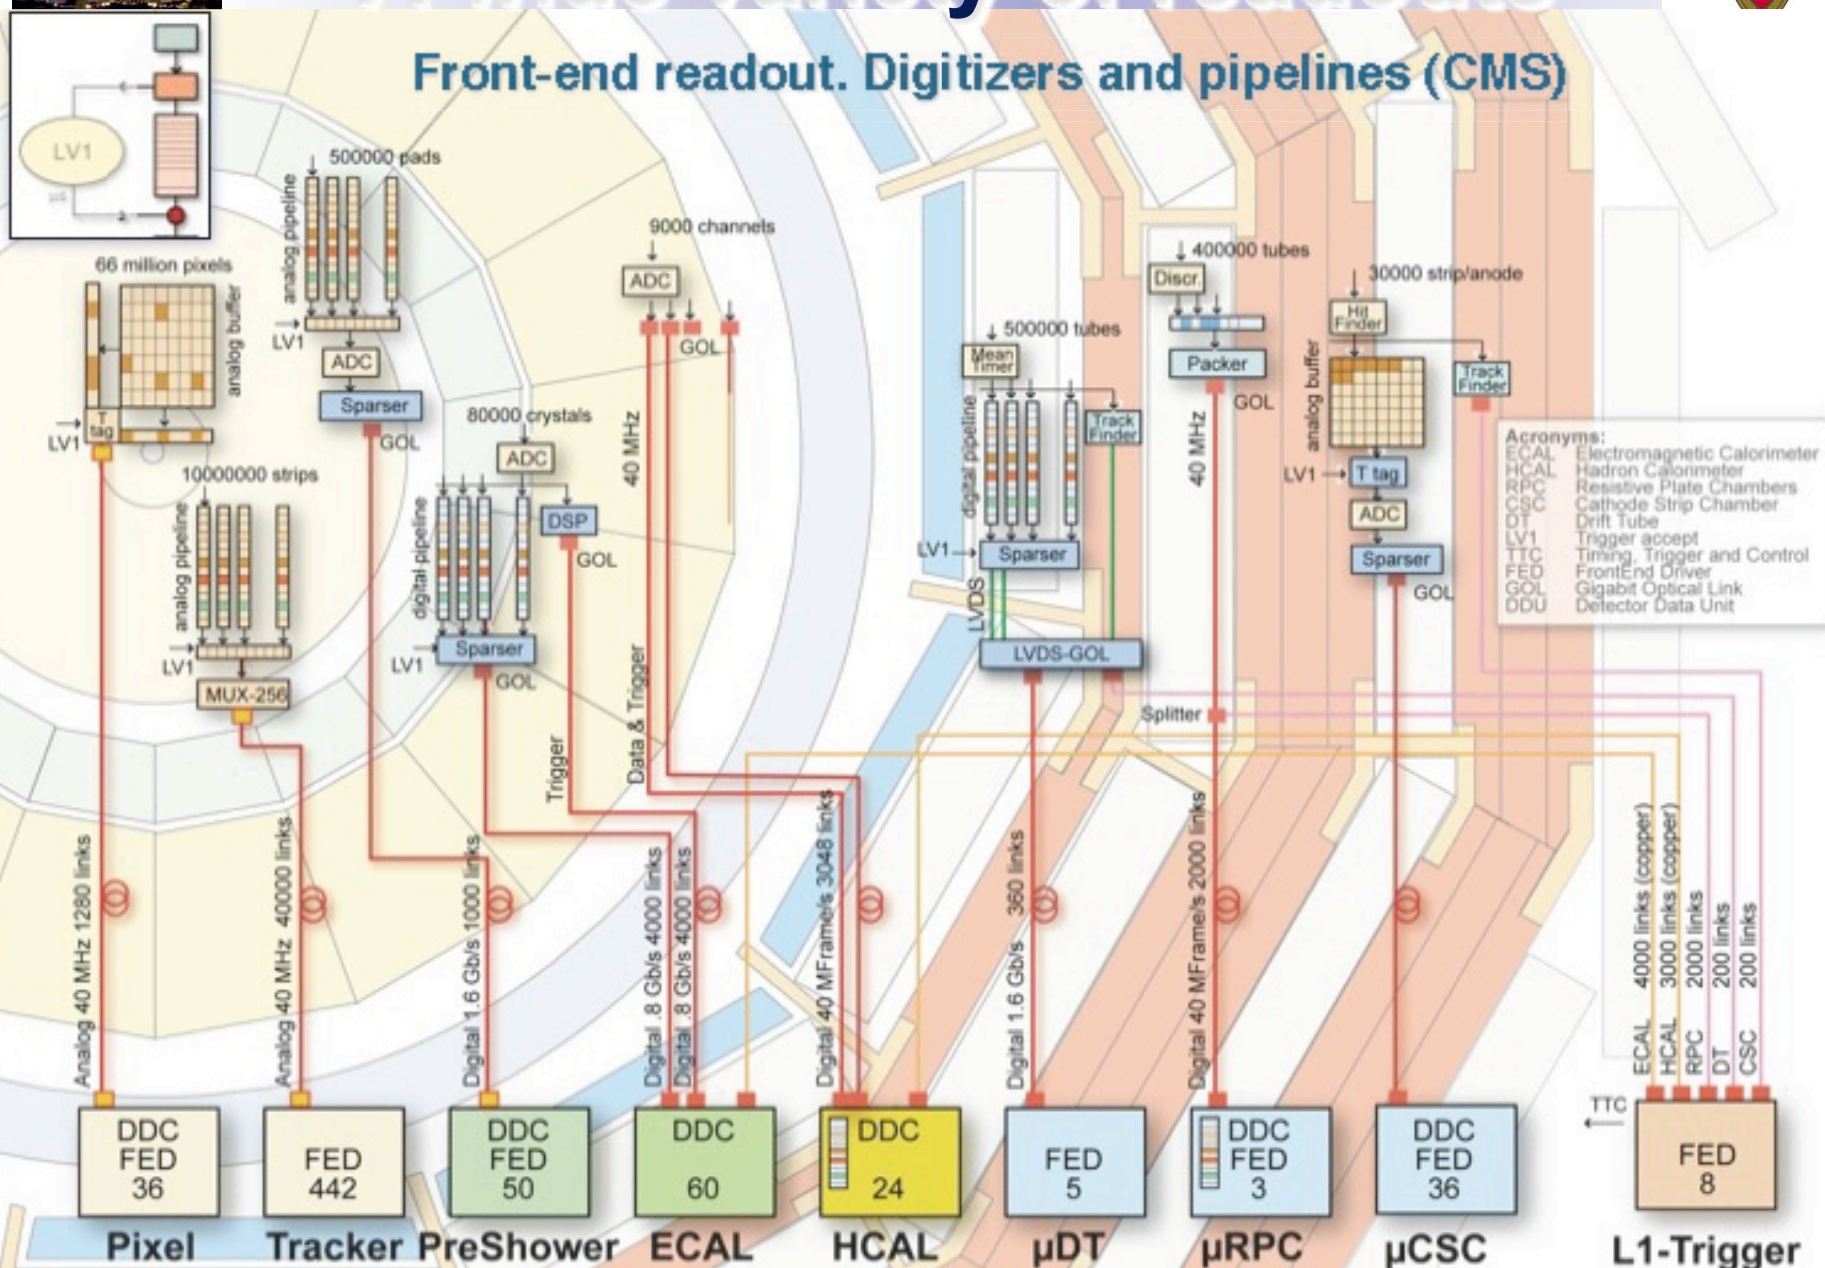 Front-end readout. Digitizers and pipelines (CMS)
LV1
500000 pads
analog pipeline
LV1
ADC
Sparser
GOL
66 million pixels
analog buffer
T
tag
LV1
10000000 strips
analog pipeline
LV1
MUX-256
80000 crystals
ADC
digital pipeline
DSP
GOL
LV1
Sparser
GOL
Trigger
9000 channels
ADC
GOL
40 MHz
Data & Trigger
500000 tubes
Mean
Timer
digital pipeline
Track
Finder
LV1
Sparser
LVDS
LVDS-GOL
400000 tubes
Discr.
Packer
GOL
40 MHz
Splitter
30000 strip/anode
Hit
Finder
analog buffer
Track
Finder
LV1
T tag
ADC
Sparser
GOL
Acronyms:
ECAL Electromagnetic Calorimeter
HCAL Hadron Calorimeter
RPC Resistive Plate Chambers
CSC Cathode Strip Chamber
DT Drift Tube
LV1 Trigger accept
TTC Timing, Trigger and Control
FED FrontEnd Driver
GOL Gigabit Optical Link
DDU Detector Data Unit
Analog 40 MHz 1280 links
Analog 40 MHz 40000 links
Digital 1.6 Gb/s 1000 links
Digital .8 Gb/s 4000 links
Digital .8 Gb/s 4000 links
Digital 40 MFrame/s 3048 links
Digital 1.6 Gb/s 360 links
Digital 40 MFrame/s 2000 links
ECAL 4000 links (copper)
HCAL 3000 links (copper)
RPC 2000 links
DT 200 links
CSC 200 links
TTC
DDC
FED
36
Pixel
FED
442
Tracker
DDC
FED
50
PreShower
DDC
60
ECAL
DDC
24
HCAL
FED
5
µDT
DDC
FED
3
µRPC
DDC
FED
36
µCSC
FED
8
L1-Trigger